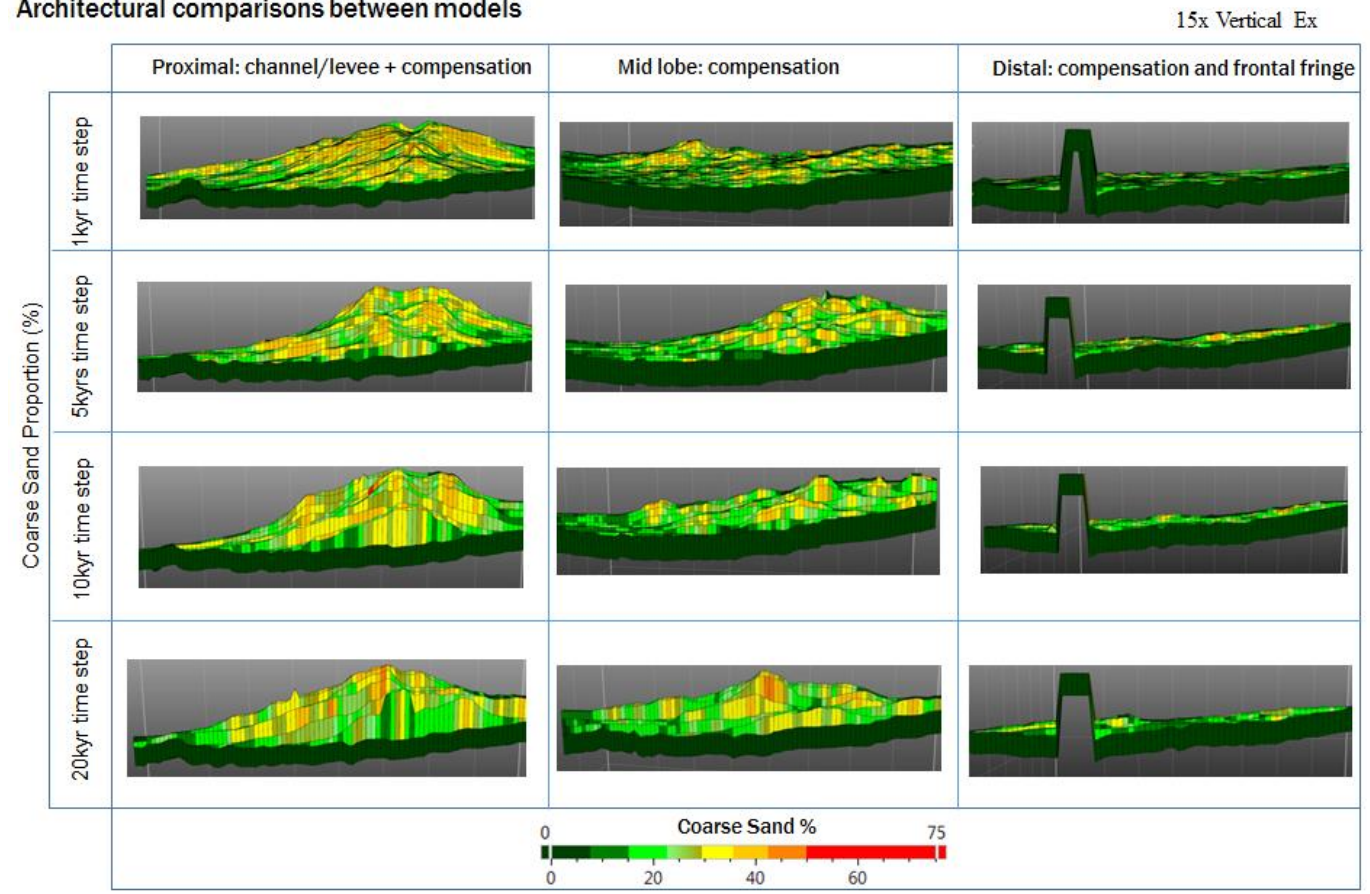 Architectural comparisons between models
15x Vertical Ex
Proximal: channel/levee + compensation
Mid lobe: compensation
Distal: compensation and frontal fringe
Coarse Sand Proportion (%)
1kyr time step
5kyrs time step
10kyr time step
20kyr time step
0
Coarse Sand %
75
0
20
40
60